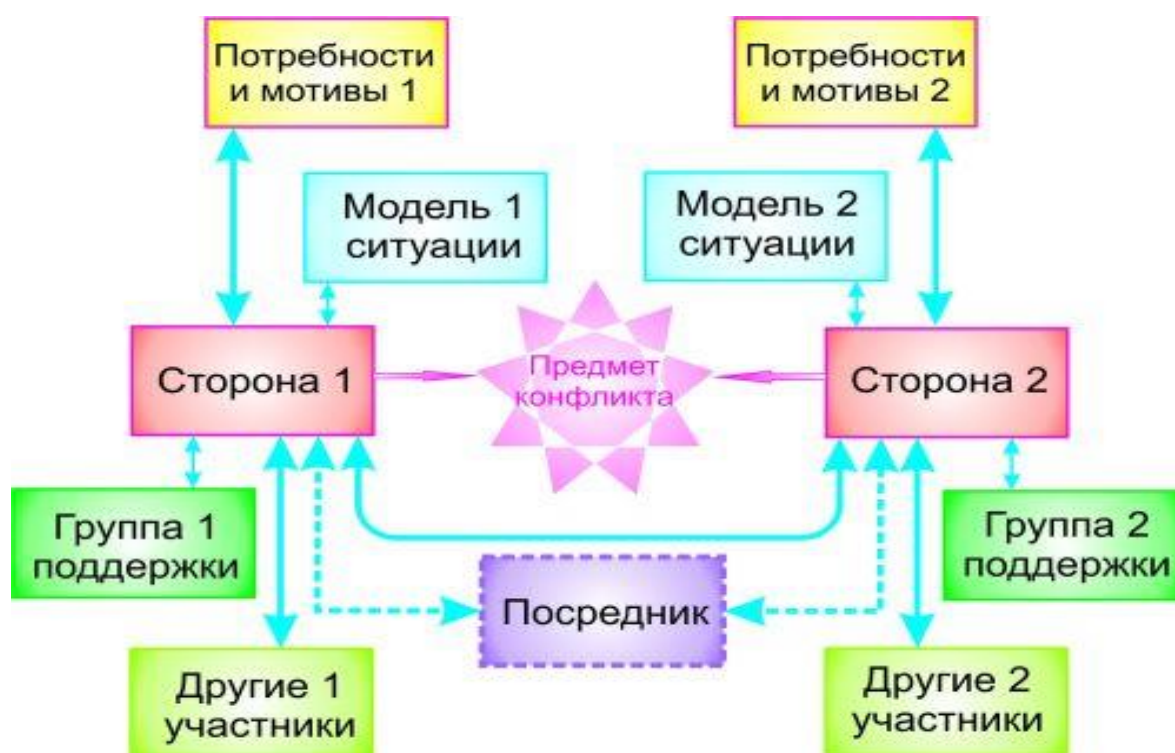 Потребности
и мотивы 1
Потребности
и мотивы 2
Модель 1
ситуации
Модель 2
ситуации
Сторона 1
Предмет
конфликта
Сторона 2
Группа 1
поддержки
Посредник
Группа 2
поддержки
Другие 1
участники
Другие 2
участники